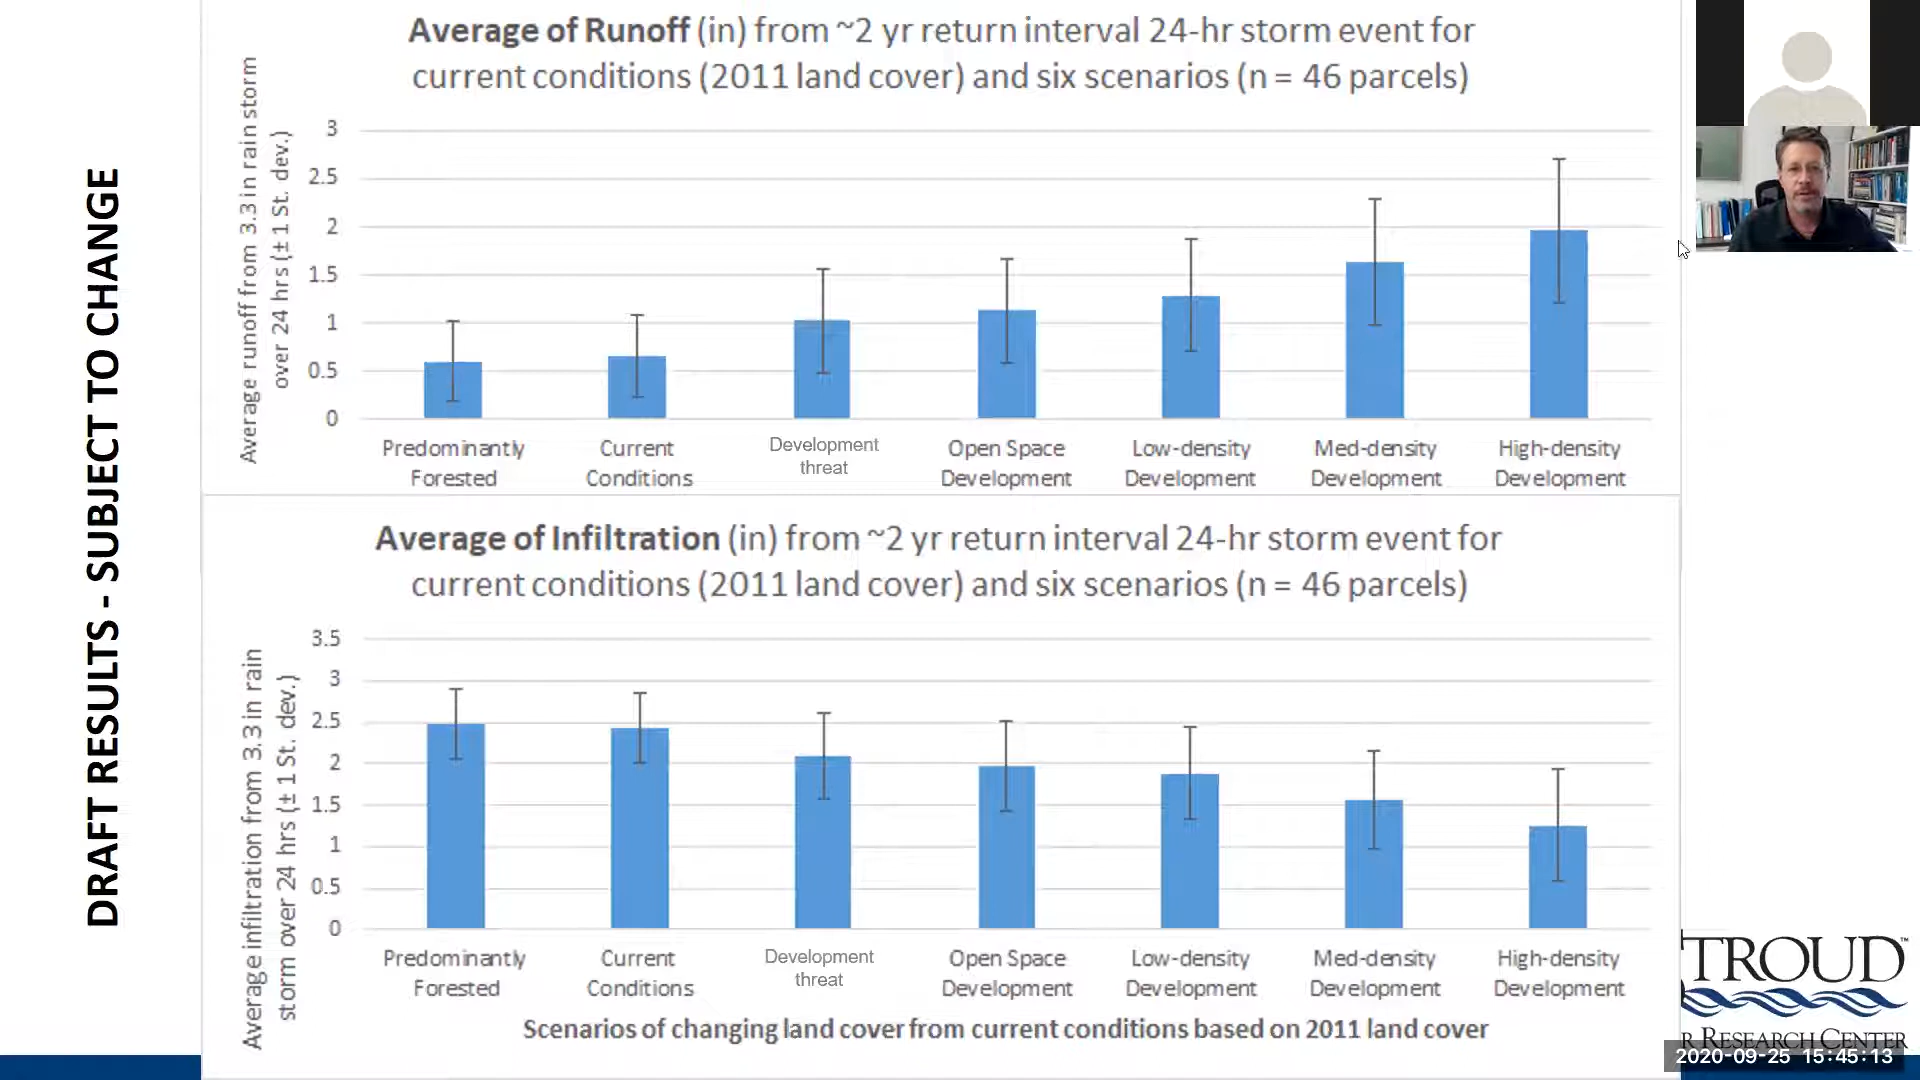 DRAFT RESULTS - SUBJECT TO CHANGE
Average of Runoff (in) from ~2 yr return interval 24-hr storm event for
current conditions (2011 land cover) and six scenarios (n = 46 parcels)
Average runoff from 3.3 in rain storm
over 24 hrs (± 1 St. dev.)
3
2.5
2
1.5
1
0.5
0
Predominantly
Forested
Current
Conditions
Development
threat
Open Space
Development
Low-density
Development
Med-density
Development
High-density
Development
Average of Infiltration (in) from ~2 yr return interval 24-hr storm event for
current conditions (2011 land cover) and six scenarios (n = 46 parcels)
Average infiltration from 3.3 in rain
storm over 24 hrs (± 1 St. dev.)
3.5
3
2.5
2
1.5
1
0.5
0
Predominantly
Forested
Current
Conditions
Development
threat
Open Space
Development
Low-density
Development
Med-density
Development
High-density
Development
Scenarios of changing land cover from current conditions based on 2011 land cover
TROUD™
R RESEARCH CENTER
2020-09-25 15:45:13